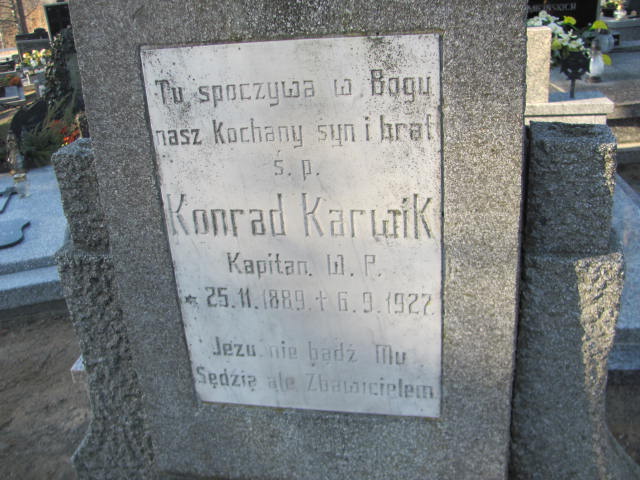 Tu spoczywa w Bogu
nasz Kochany syn i brat
ś. p.
Konrad Karwik
Kapitan W. P.
* 25.11.1889 † 6.9.1927
Jezu nie bądź Mu
Sędzią ale Zbawicielem